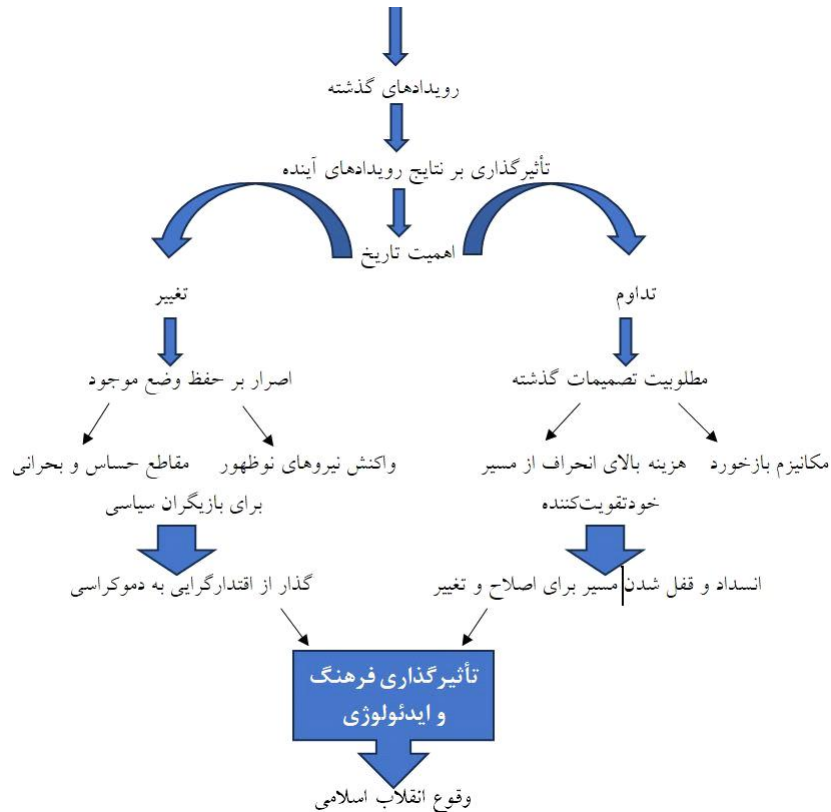 رویدادهای گذشته
تأثیرگذاری بر نتایج رویدادهای آینده
اهمیت تاریخ
تداوم
تغییر
مطلوبیت تصمیمات گذشته
اصرار بر حفظ وضع موجود
مکانیزم بازخورد هزینه بالای انحراف از مسیر
خودتقویت‌کننده
واکنش نیروهای نوظهور مقاطع حساس و بحرانی
برای بازیگران سیاسی
انسداد و قفل شدن مسیر برای اصلاح و تغییر
گذار از اقتدارگرایی به دموکراسی
تأثیرگذاری فرهنگ
و ایدئولوژی
وقوع انقلاب اسلامی